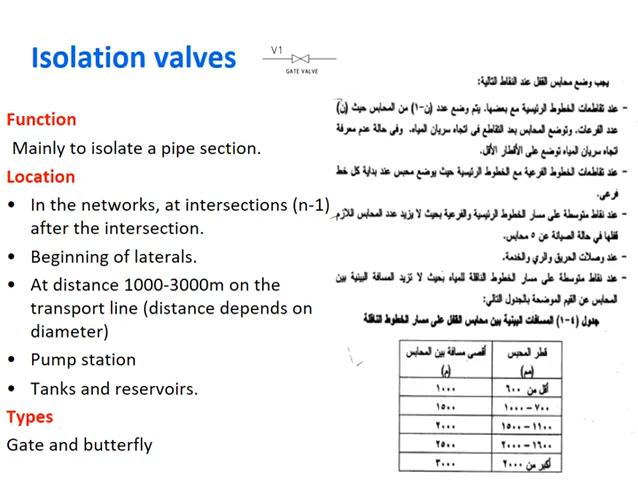 Isolation valves
V1
GATE VALVE
Function
Mainly to isolate a pipe section.
Location
• In the networks, at intersections (n-1)
after the intersection.
• Beginning of laterals.
• At distance 1000-3000m on the
transport line (distance depends on
diameter)
• Pump station
• Tanks and reservoirs.
Types
Gate and butterfly
يجب وضع محابس القفل عند النقاط التالية:
- عند تقاطعات الخطوط الرئيسية مع بعضها. يتم وضع عدد (ن-١) من المحابس حيث (ن)
عدد الفرعات. وتوضع المحابس بعد التقاطع في اتجاه سريان المياه. وفي حالة عدم معرفة
اتجاه سريان المياه توضع على الأقطار الأقل.
- عند تقاطعات الخطوط الفرعية مع الخطوط الرئيسية حيث يوضع محبس عند بداية كل خط
فرعي.
- عند نقاط متوسطة على مسار الخطوط الرئيسية والفرعية بحيث لا يزيد عدد المحابس اللازم
قفلها في حالة الصيانة عن ٥ محابس.
- عند وصلات الحريق والري والخدمة.
- عند نقاط متوسطة على مسار الخطوط الناقلة للمياه بحيث لا تزيد المسافة البينية بين
المحابس عن القيم الموضحة بالجدول التالي:
جدول (٤-١) المسافات البينية بين محابس القفل على مسار الخطوط الناقلة
قطر المحبس أقصى مسافة بين المحابس
(مم) (م)
أقل من ٦٠٠ ١٠٠٠
٧٠٠ – ١٠٠٠ ١٥٠٠
١١٠٠ – ١٥٠٠ ٢٠٠٠
١٦٠٠ – ٢٠٠٠ ٢٥٠٠
أكبر من ٢٠٠٠ ٣٠٠٠